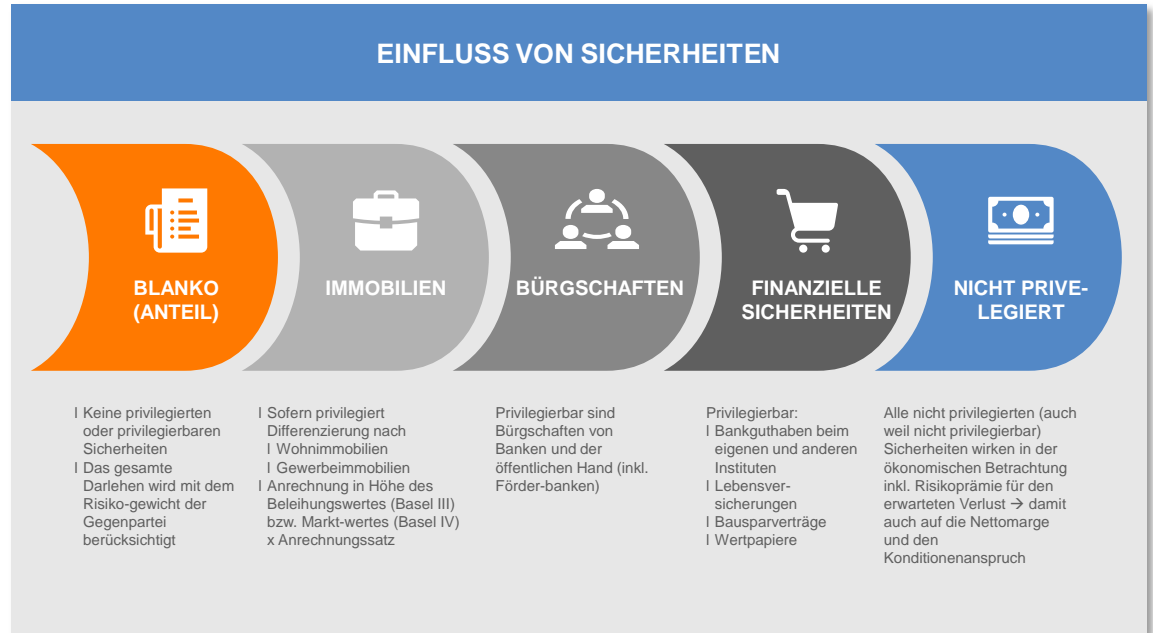 EINFLUSS VON SICHERHEITEN
BLANKO
(ANTEIL)
IMMOBILIEN
BÜRGSCHAFTEN
FINANZIELLE
SICHERHEITEN
NICHT PRIVE-
LEGIERT
l Keine privilegierten
oder privilegierbaren
Sicherheiten
l Das gesamte
Darlehen wird mit dem
Risiko-gewicht der
Gegenpartei
berücksichtigt
l Sofern privilegiert
Differenzierung nach
l Wohnimmobilien
l Gewerbeimmobilien
l Anrechnung in Höhe des
Beleihungswertes (Basel III)
bzw. Markt-wertes (Basel IV)
x Anrechnungssatz
Privilegierbar sind
Bürgschaften von
Banken und der
öffentlichen Hand (inkl.
Förder-banken)
Privilegierbar:
l Bankguthaben beim
eigenen und anderen
Instituten
l Lebensver-
sicherungen
l Bausparverträge
l Wertpapiere
Alle nicht privilegierten (auch
weil nicht privilegierbar)
Sicherheiten wirken in der
ökonomischen Betrachtung
inkl. Risikoprämie für den
erwarteten Verlust → damit
auch auf die Nettomarge
und den
Konditionenanspruch